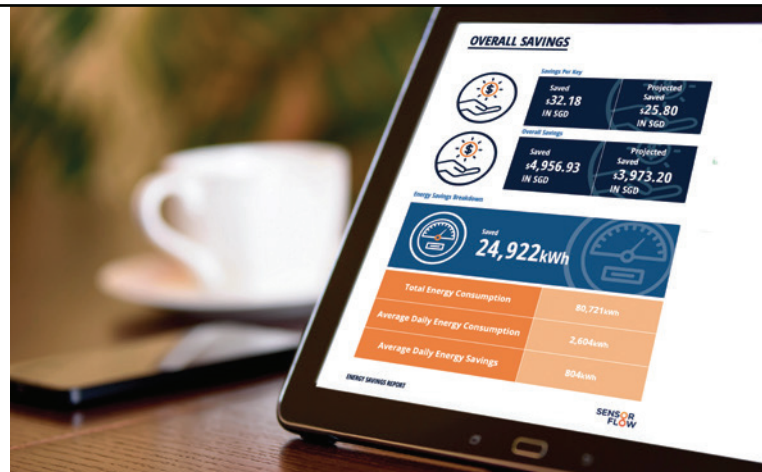 OVERALL SAVINGS
Savings Per Key
Saved
$32.18
IN SGD
Projected
Saved
$25.80
IN SGD
Overall Savings
Saved
$4,956.93
IN SGD
Projected
Saved
$3,973.20
IN SGD
Energy Savings Breakdown
Saved
24,922kWh
Total Energy Consumption
80,721kWh
Average Daily Energy Consumption
2,604kWh
Average Daily Energy Savings
804kWh
ENERGY SAVINGS REPORT
SENSOR
FLOW